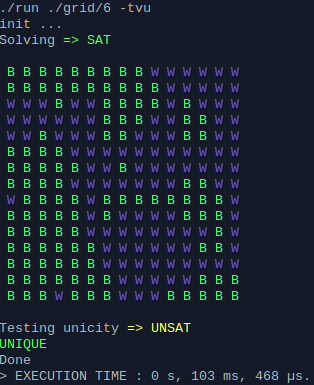 ./run ./grid/6 -tvu
init ...
Solving => SAT
B B B B B B B B B W W W W W W
B B B B B B B B B B W W W W W
W W W B W W B B B B W B W W W
W W W W W W B B B W W B B W W
W W B W W W B B W W W B B W W
B B B B W W W W W W W W W W W
B B B B B W W B W W W W W W W
B B B B W W W W W W W B B W W
W B B B B W B B B B B B B B W
B B B B B W B W W W W B B B W
B B B B B W W W W W W W W B W
B B B B B B W W W W W W B B W
B B B B B B W W W W W W W W W
B B B B B B B W W W W W B B B
B B B W B B B W W W B B B B B
Testing unicity => UNSAT
UNIQUE
Done
> EXECUTION TIME : 0 s, 103 ms, 468 µs.